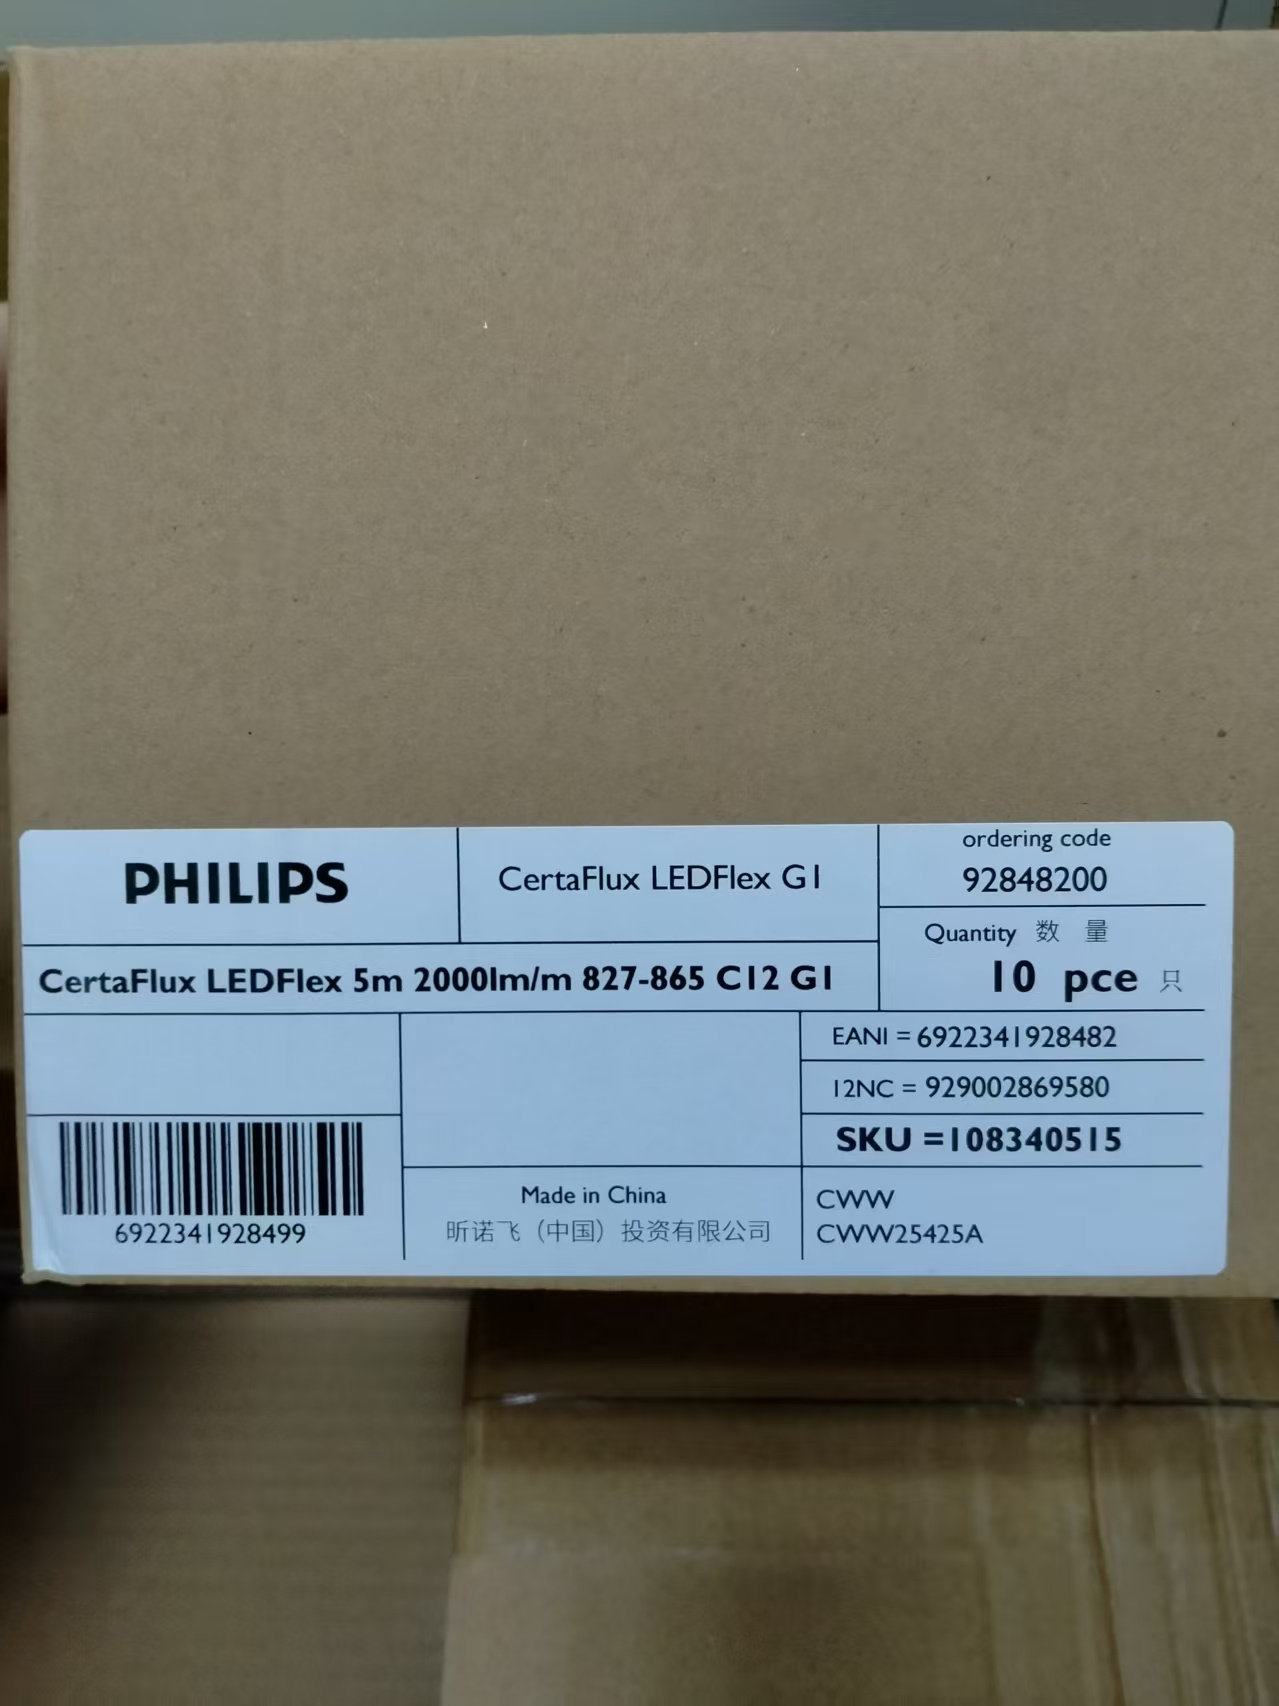 PHILIPS
CertaFlux LEDFlex G1
ordering code
92848200
Quantity 数 量
10 pce 只
CertaFlux LEDFlex 5m 2000lm/m 827-865 C12 G1
EAN1 = 6922341928482
12NC = 929002869580
SKU =108340515
6922341928499
Made in China
昕诺飞（中国）投资有限公司
CWW
CWW25425A